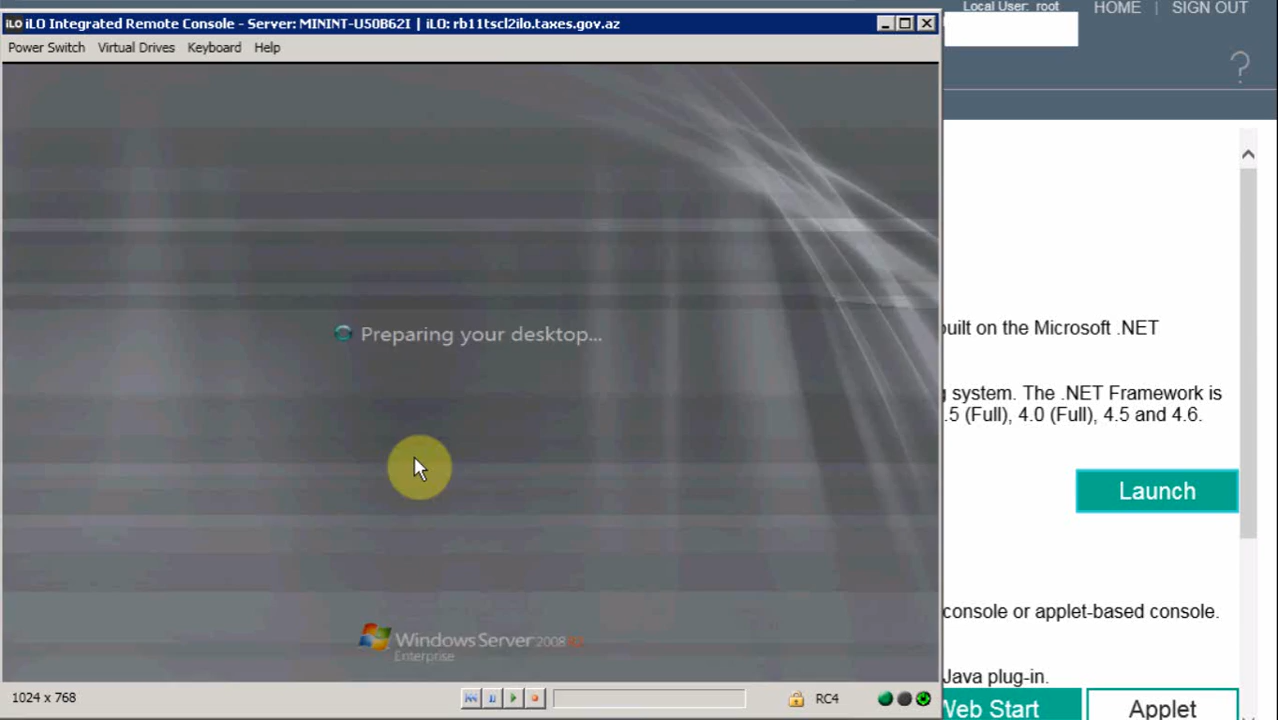 iLO Integrated Remote Console - Server: MININT-U50B62I | iLO: rb11tscl2ilo.taxes.gov.az
Power Switch Virtual Drives Keyboard Help
Local User: root
HOME | SIGN OUT
?
Preparing your desktop...
Windows Server 2008 R2
Enterprise
uilt on the Microsoft .NET
system. The .NET Framework is
.5 (Full), 4.0 (Full), 4.5 and 4.6.
Launch
console or applet-based console.
Java plug-in.
Web Start Applet
1024 x 768
RC4